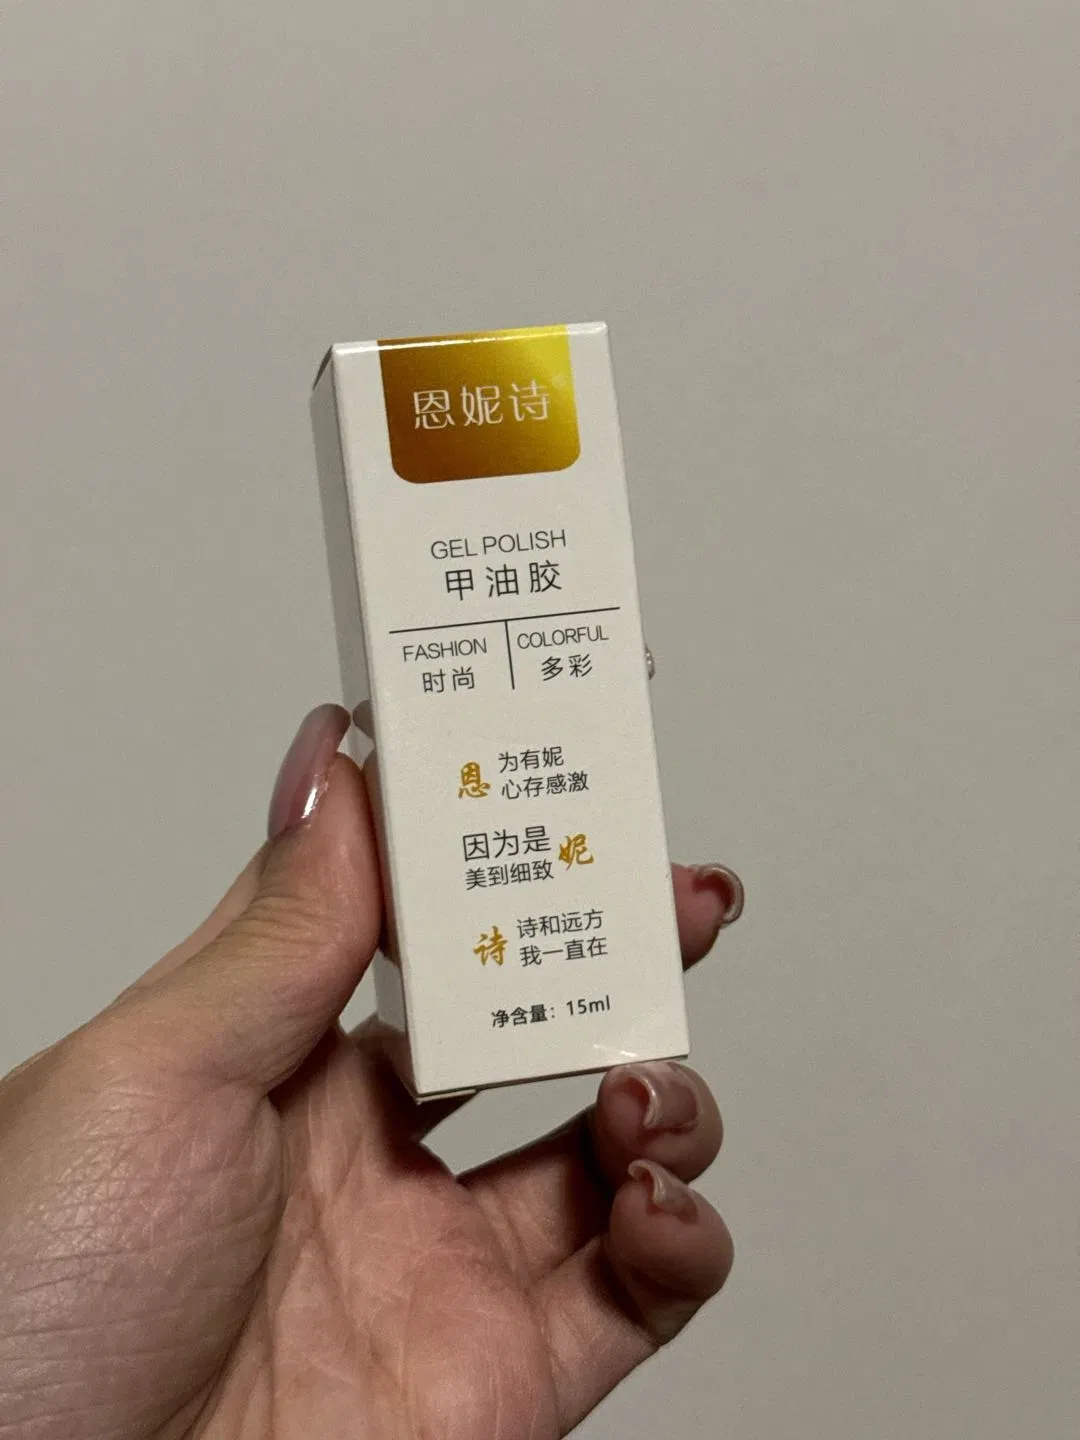 恩妮诗
GEL POLISH
甲油胶
FASHION
时尚
COLORFUL
多彩
恩 为有妮
心存感激
因为是 妮
美到细致
诗 诗和远方
我一直在
净含量：15ml